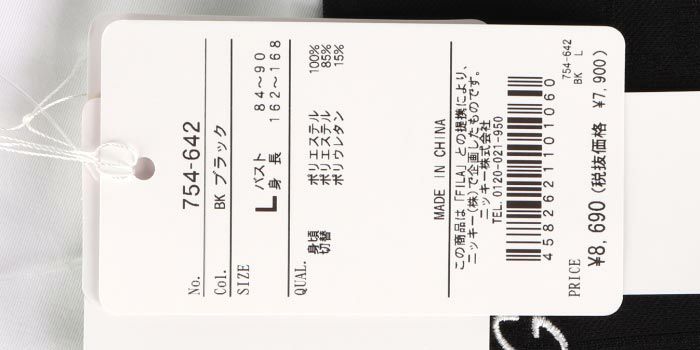 No. 754-642
Col. BK ブラック
SIZE L バスト 84～90
身 長 162～168
QUAL. 身頃 ポリエステル 100%
切替 ポリエステル 85%
ポリウレタン 15%
MADE IN CHINA
この商品は「FILA」との提携により、
ニッキー(株)で企画したものです。
ニッキー株式会社
TEL.0120-021-950
4582621101060
754-642
BK L
PRICE ¥8,690(税抜価格 ¥7,900)
G